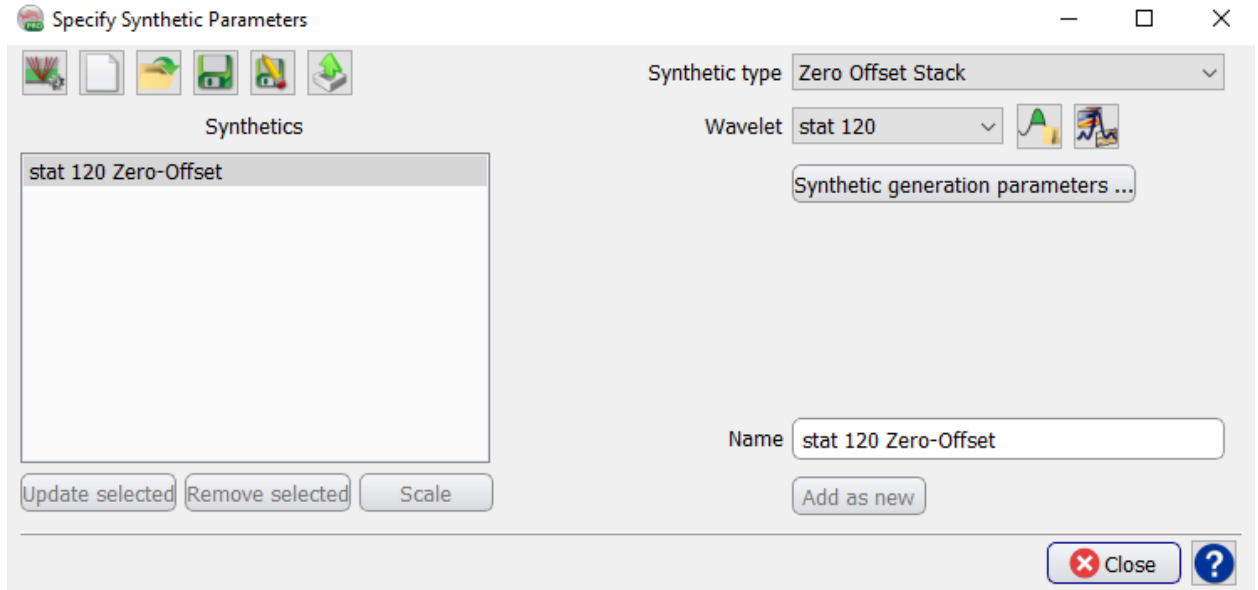 Specify Synthetic Parameters
Synthetic type Zero Offset Stack
Synthetics
Wavelet stat 120
stat 120 Zero-Offset
Synthetic generation parameters ...
Name stat 120 Zero-Offset
Update selected Remove selected Scale
Add as new
Close
?